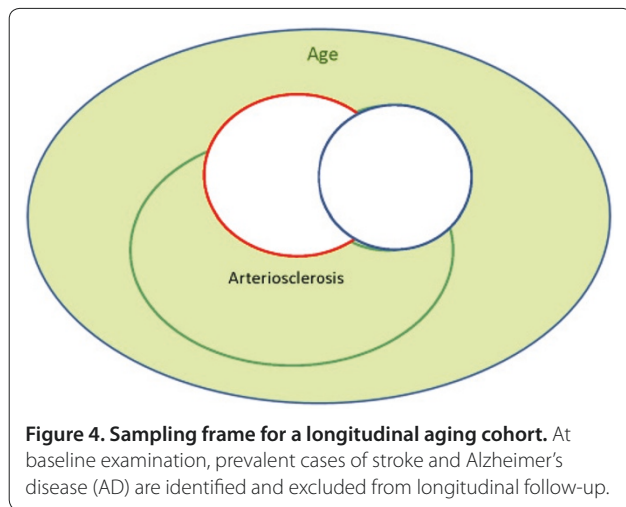 Age
Arteriosclerosis
Figure 4. Sampling frame for a longitudinal aging cohort. At
baseline examination, prevalent cases of stroke and Alzheimer's
disease (AD) are identified and excluded from longitudinal follow-up.